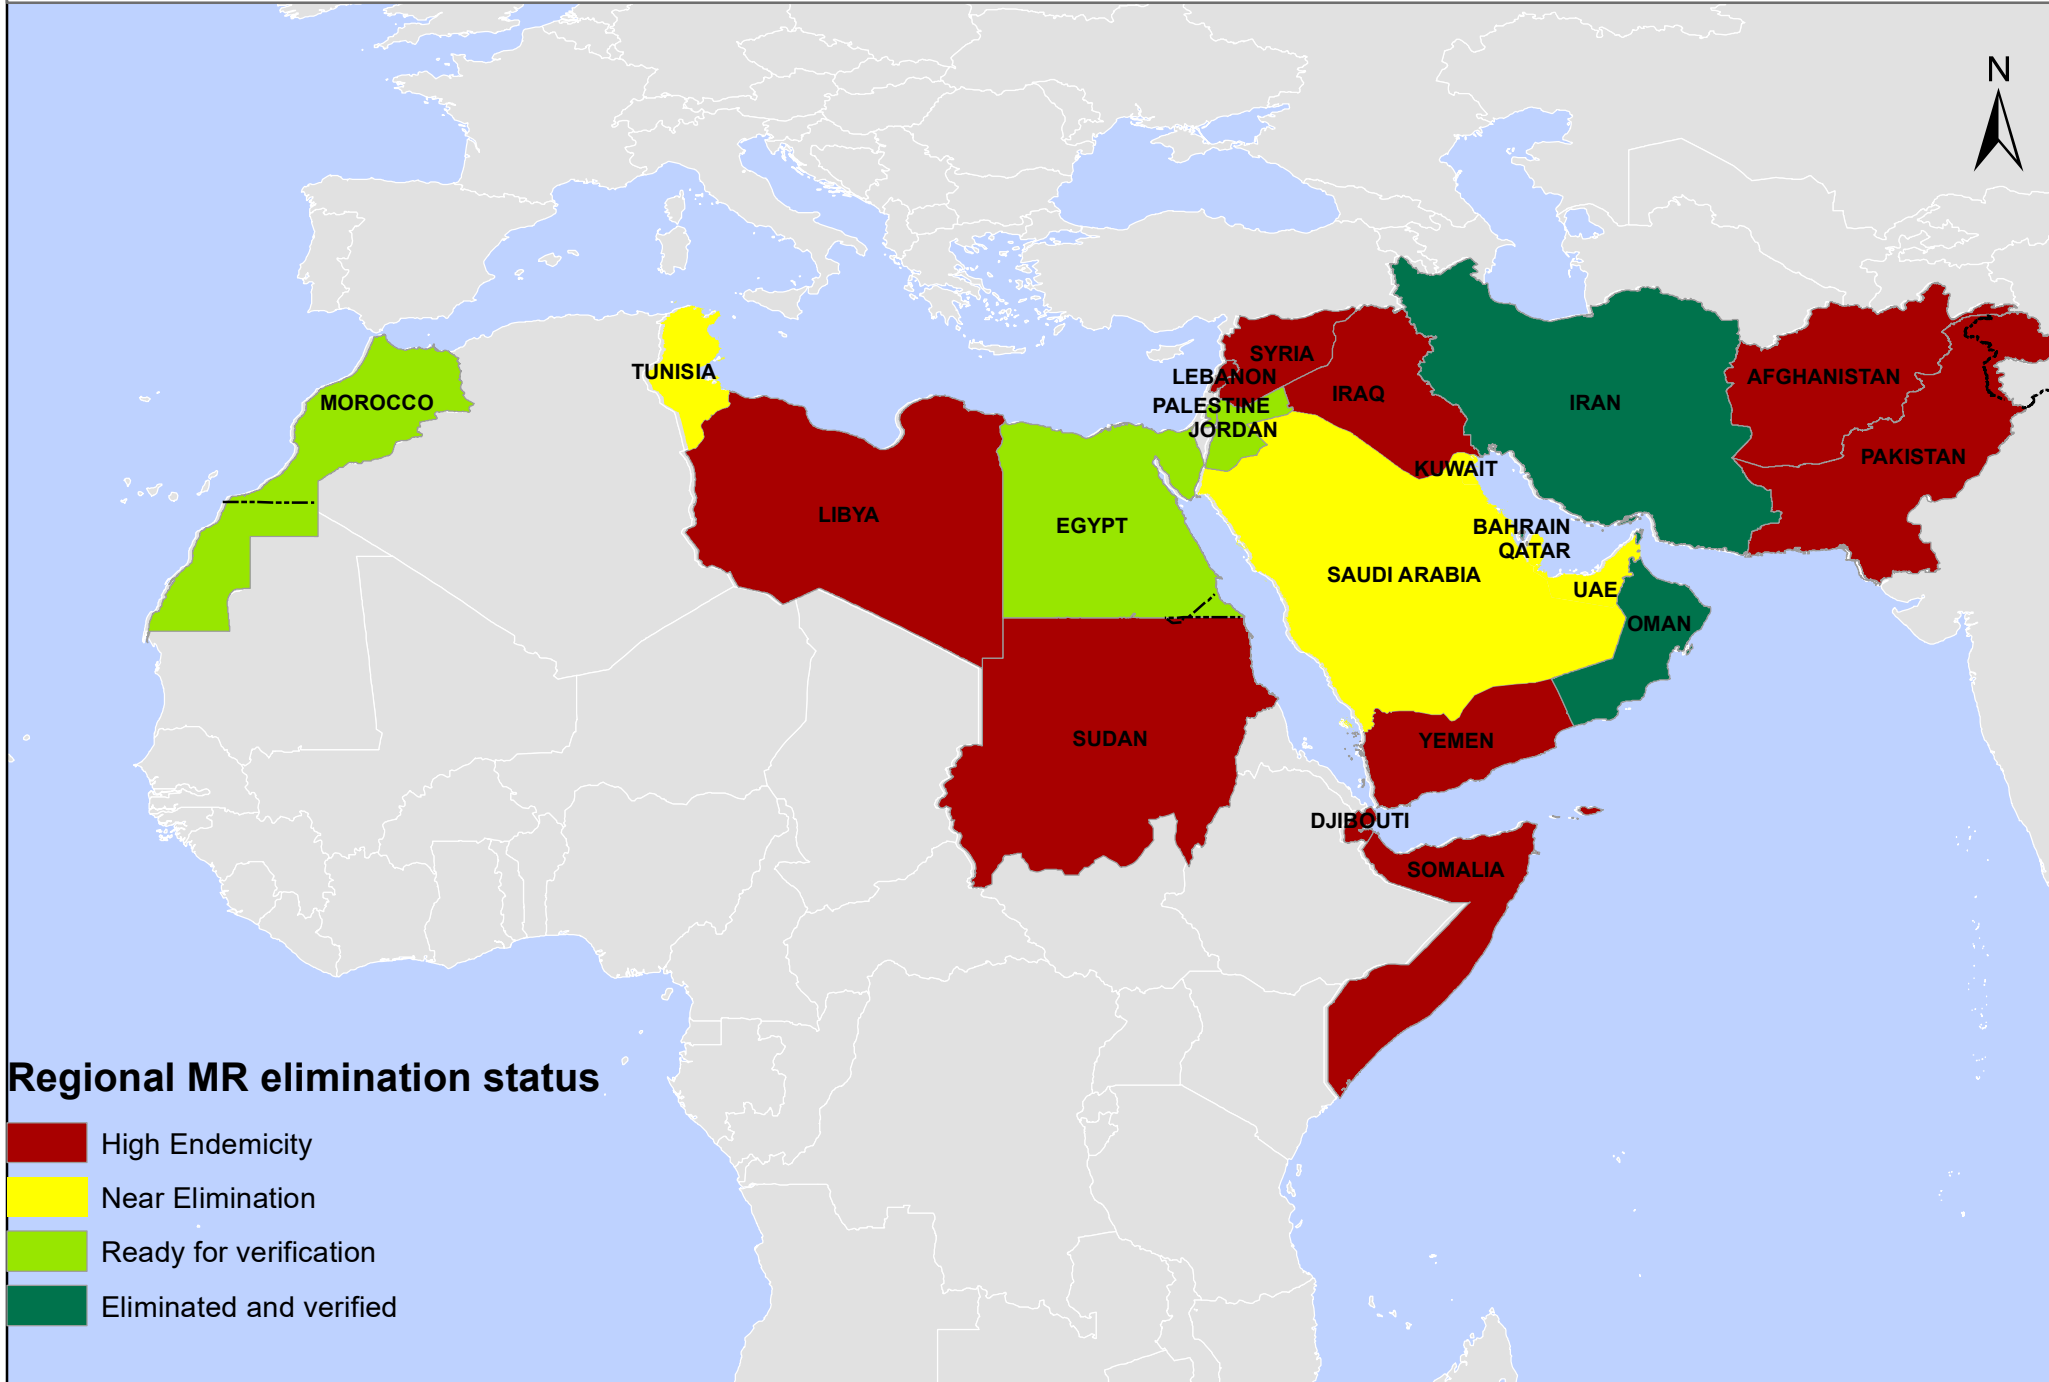 N
SYRIA
LEBANON
TUNISIA
AFGHANISTAN
MOROCCO
IRAQ
IRAN
PALESTINE
JORDAN
PAKISTAN
KUWAIT
LIBYA
EGYPT
BAHRAIN
QATAR
SAUDI ARABIA
UAE
OMAN
SUDAN
YEMEN
DJIBOUTI
SOMALIA
Regional MR elimination status
High Endemicity
Near Elimination
Ready for verification
Eliminated and verified